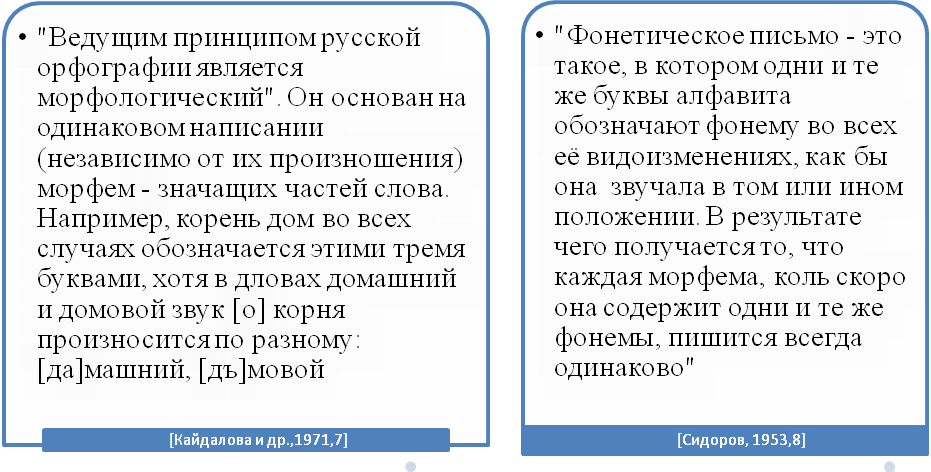 • "Ведущим принципом русской
орфографии является
морфологический". Он основан на
одинаковом написании
(независимо от их произношения)
морфем - значащих частей слова.
Например, корень дом во всех
случаях обозначается этими тремя
буквами, хотя в дловах домашний
и домовой звук [о] корня
произносится по разному:
[да]машний, [дъ]мовой
[Кайдалова и др.,1971,7]
• "Фонетическое письмо - это
такое, в котором одни и те
же буквы алфавита
обозначают фонему во всех
её видоизменениях, как бы
она звучала в том или ином
положении. В результате
чего получается то, что
каждая морфема, коль скоро
она содержит одни и те же
фонемы, пишится всегда
одинаково"
[Сидоров, 1953,8]